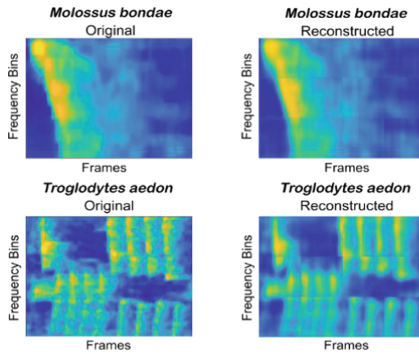 Molossus bondae
Original
Frequency Bins
Frames
Molossus bondae
Reconstructed
Frequency Bins
Frames
Troglodytes aedon
Original
Frequency Bins
Frames
Troglodytes aedon
Reconstructed
Frequency Bins
Frames